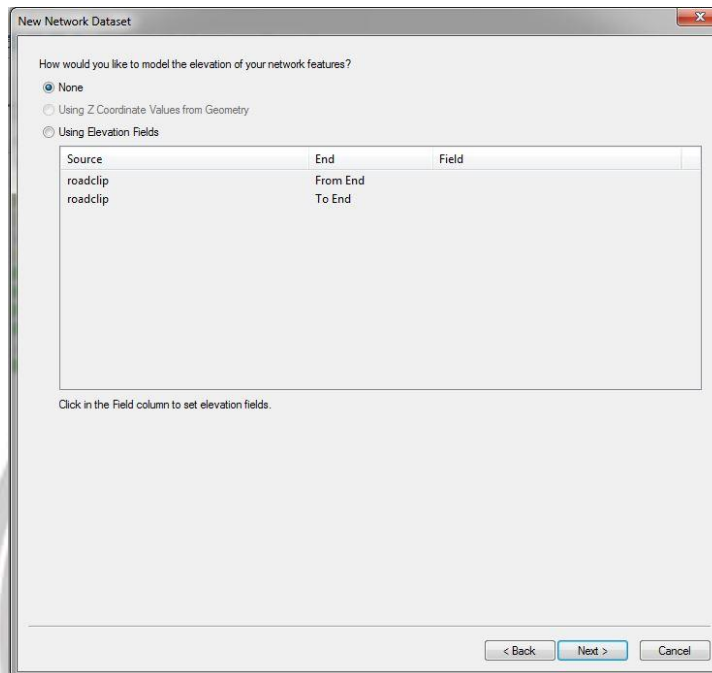 New Network Dataset
How would you like to model the elevation of your network features?
None
Using Z Coordinate Values from Geometry
Using Elevation Fields
Source End Field
roadclip From End
roadclip To End
Click in the Field column to set elevation fields.
< Back Next > Cancel